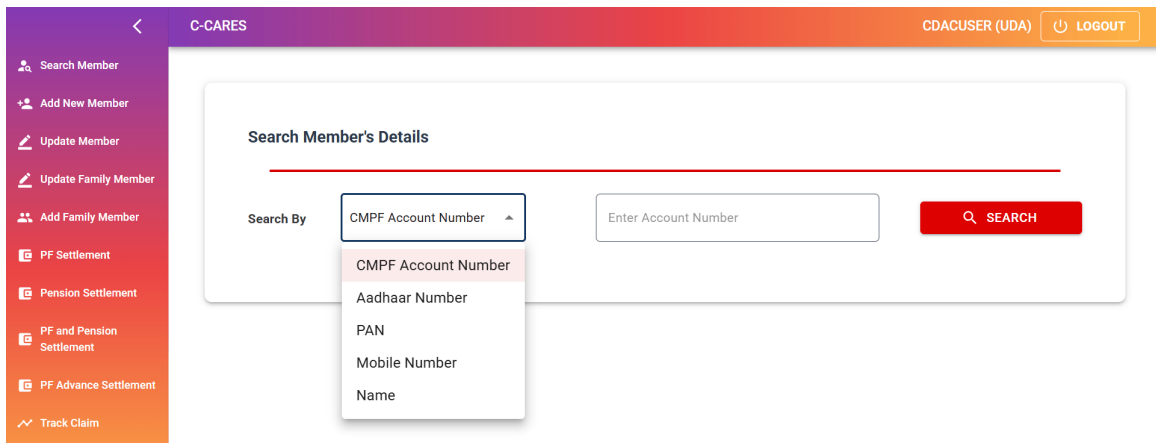 C-CARES
CDACUSER (UDA)
LOGOUT
Search Member
Add New Member
Update Member
Update Family Member
Add Family Member
PF Settlement
Pension Settlement
PF and Pension
Settlement
PF Advance Settlement
Track Claim
Search Member's Details
Search By
CMPF Account Number
Enter Account Number
SEARCH
CMPF Account Number
Aadhaar Number
PAN
Mobile Number
Name